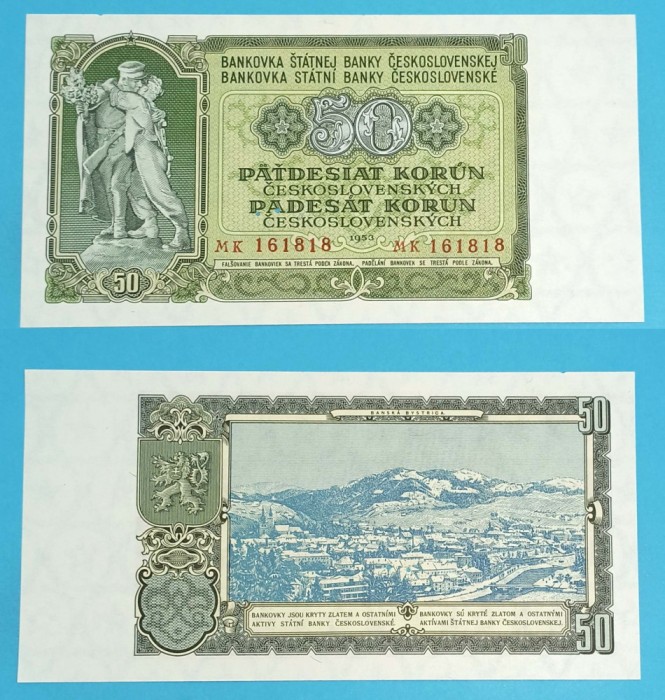 50
BANKOVKA ŠTÁTNEJ BANKY ČESKOSLOVENSKEJ
BANKOVKA STÁTNÍ BANKY ČESKOSLOVENSKÉ
50
PÄŤDESIAT KORÚN
ČESKOSLOVENSKÝCH
PADESÁT KORUN
ČESKOSLOVENSKÝCH
1953
MK 161818 MK 161818
FALŠOVANIE BANKOVIEK SA TRESTÁ PODĽA ZÁKONA. PADĚLÁNÍ BANKOVEK SE TRESTÁ PODLE ZÁKONA.
50
BANSKÁ BYSTRICA
50
BANKOVKY JSOU KRYTY ZLATEM A OSTATNÍMI
AKTIVY STÁTNÍ BANKY ČESKOSLOVENSKÉ.
BANKOVKY SÚ KRYTÉ ZLATOM A OSTATNÝMI
AKTÍVAMI ŠTÁTNEJ BANKY ČESKOSLOVENSKEJ.
50